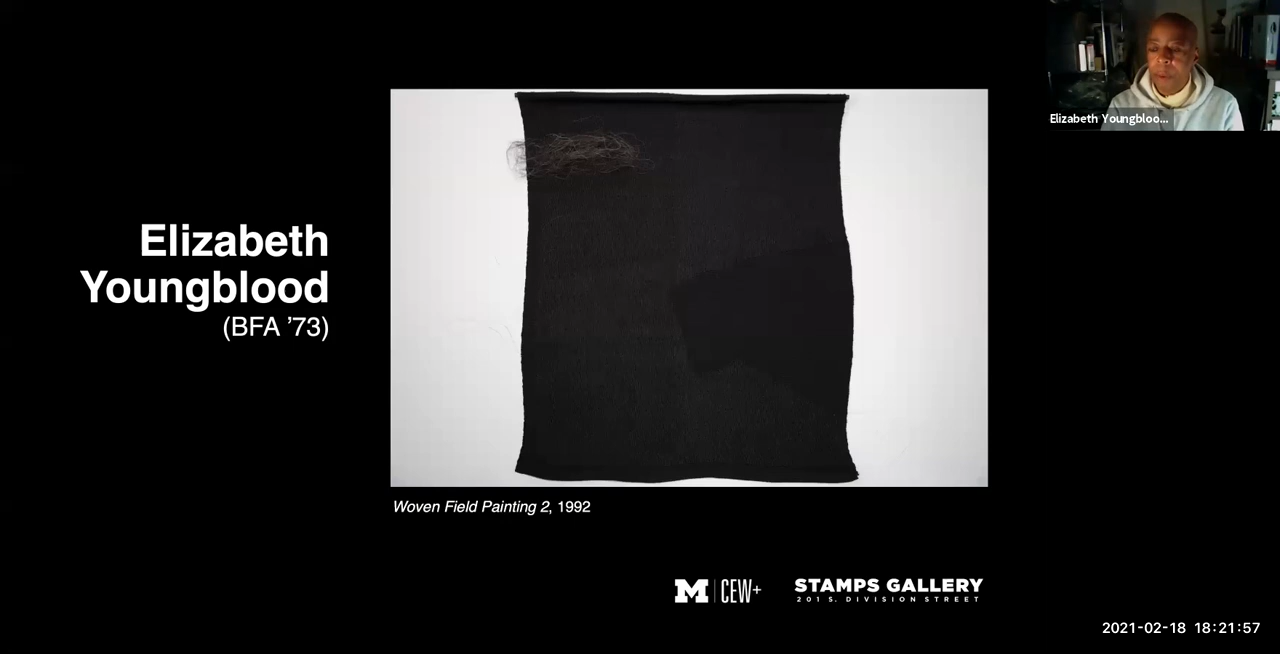 Elizabeth Youngbloo...
Elizabeth
Youngblood
(BFA ’73)
Woven Field Painting 2, 1992
M | CEW+
STAMPS GALLERY
201 S. DIVISION STREET
2021-02-18 18:21:57